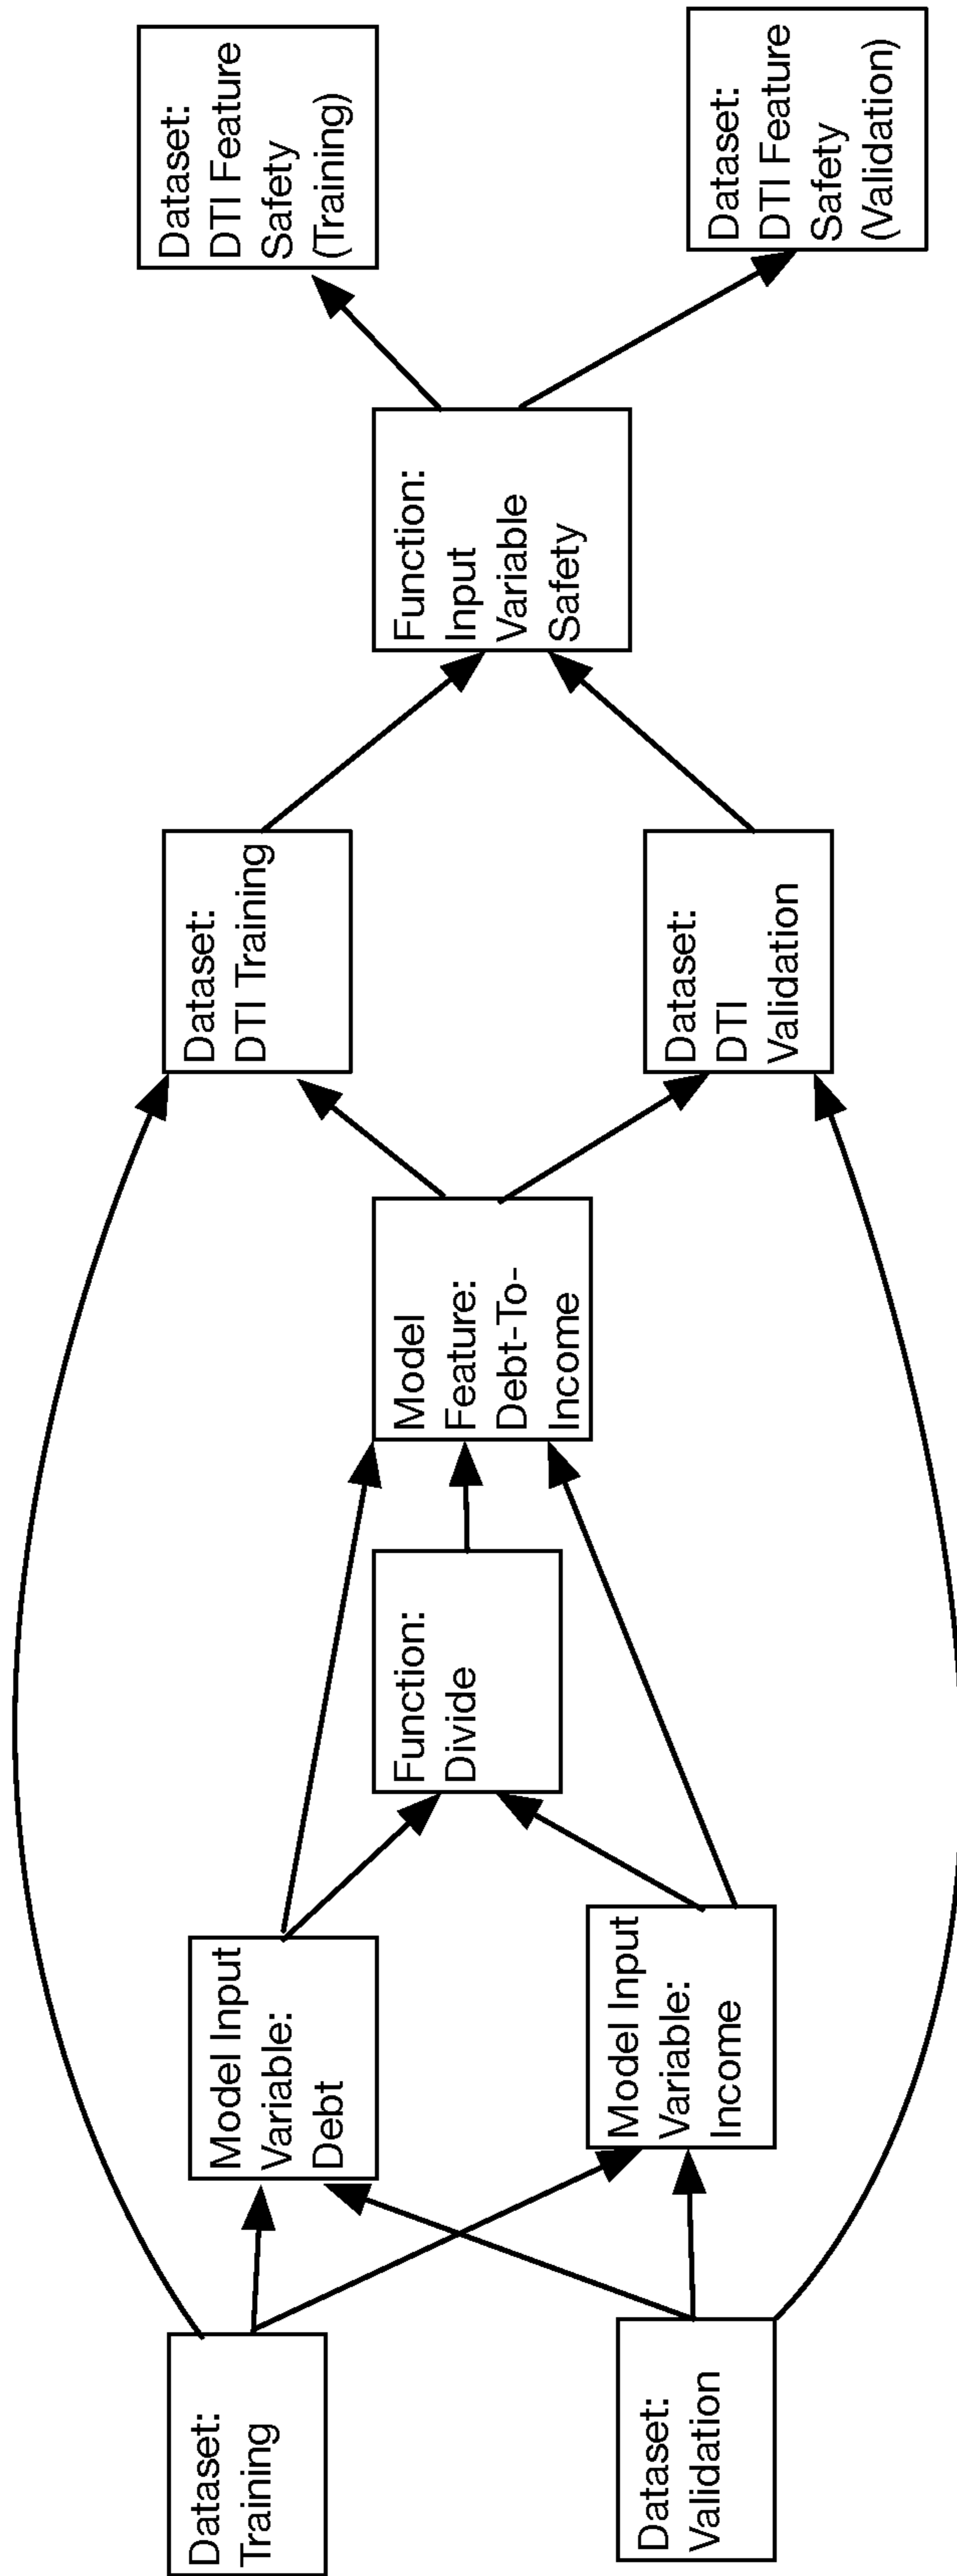 Dataset:
Training
Dataset:
Validation
Model Input
Variable:
Debt
Model Input
Variable:
Income
Function:
Divide
Model
Feature:
Debt-To-
Income
Dataset:
DTI Training
Dataset:
DTI
Validation
Function:
Input
Variable
Safety
Dataset:
DTI Feature
Safety
(Training)
Dataset:
DTI Feature
Safety
(Validation)